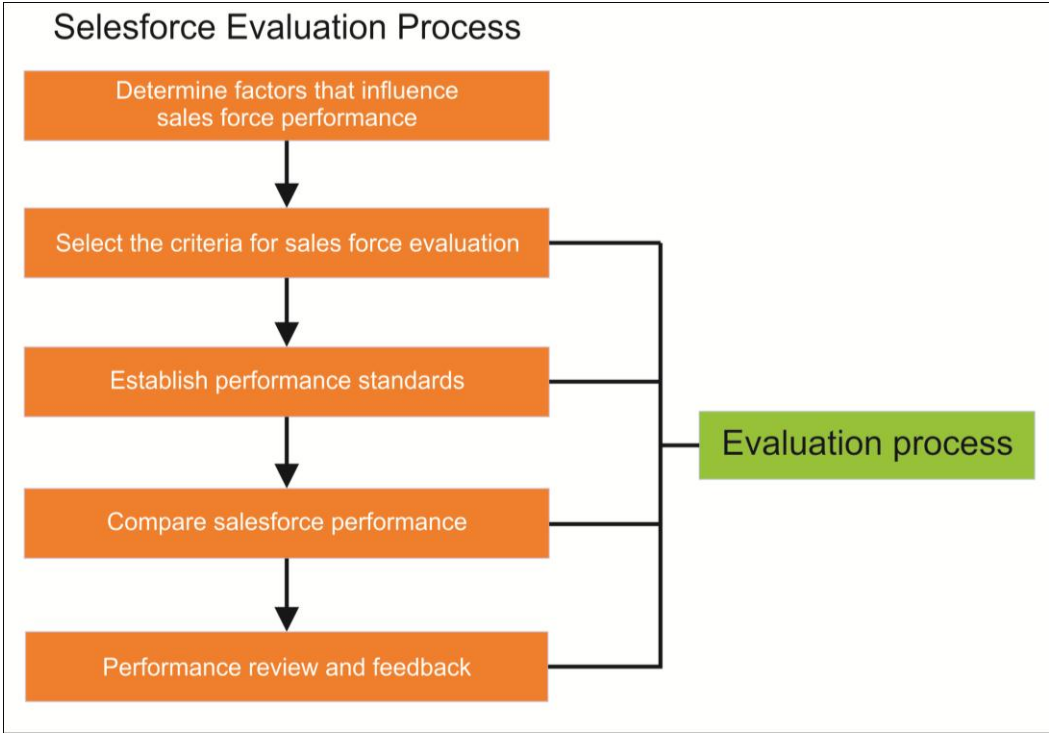 Selesforce Evaluation Process
Determine factors that influence
sales force performance
Select the criteria for sales force evaluation
Establish performance standards
Compare salesforce performance
Performance review and feedback
Evaluation process